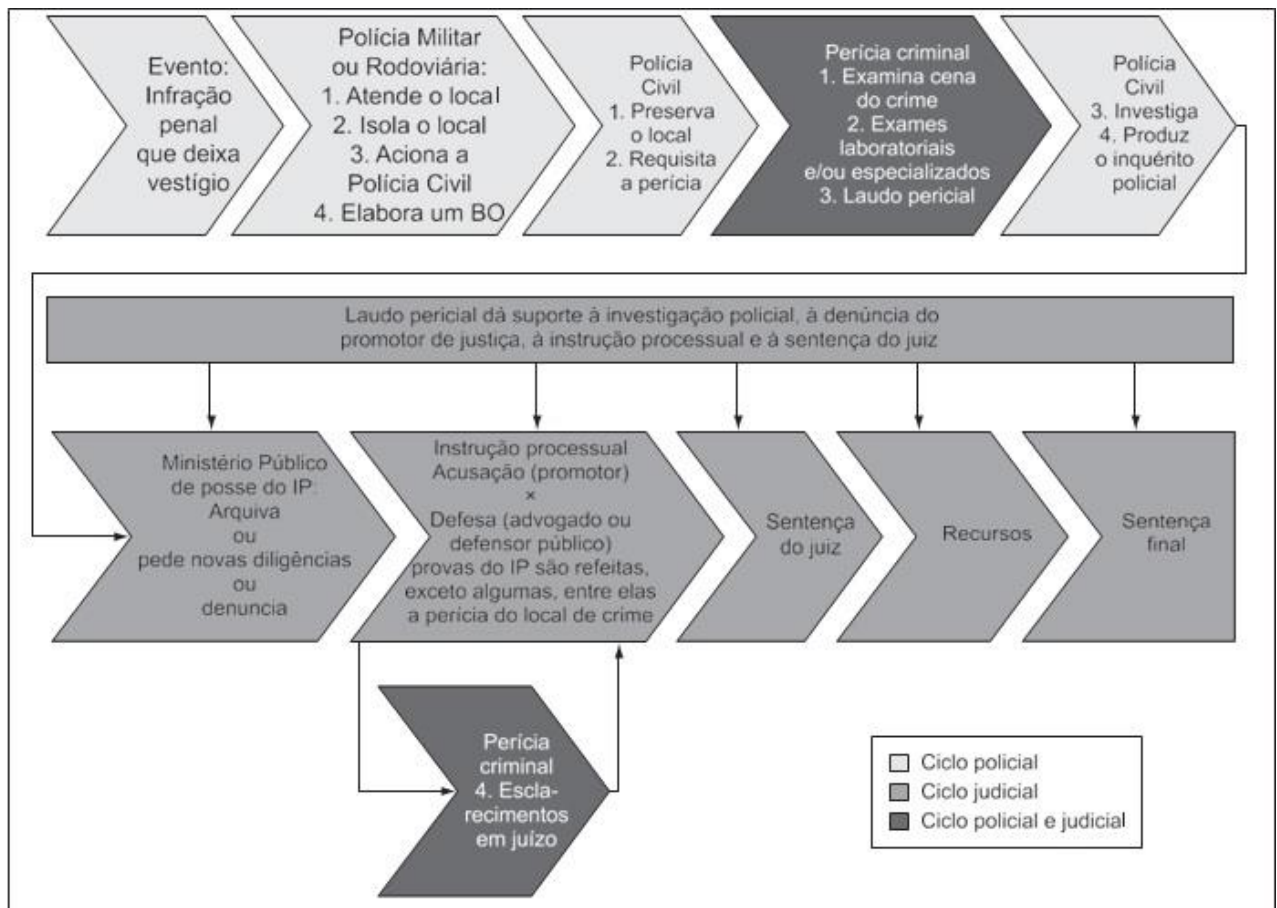 Evento:
Infração
penal
que deixa
vestígio
Polícia Militar
ou Rodoviária:
1. Atende o local
2. Isola o local
3. Aciona a
Polícia Civil
4. Elabora um BO
Polícia
Civil
1. Preserva
o local
2. Requisita
a perícia
Perícia criminal
1. Examina cena
do crime
2. Exames
laboratoriais
e/ou especializados
3. Laudo pericial
Polícia
Civil
3. Investiga
4. Produz
o inquérito
policial
Laudo pericial dá suporte à investigação policial, à denúncia do
promotor de justiça, à instrução processual e à sentença do juiz
Ministério Público
de posse do IP:
Arquiva
ou
pede novas diligências
ou
denuncia
Instrução processual
Acusação (promotor)
×
Defesa (advogado ou
defensor público)
provas do IP são refeitas,
exceto algumas, entre elas
a perícia do local de crime
Sentença
do juiz
Recursos
Sentença
final
Perícia
criminal
4. Escla-
recimentos
em juízo
Ciclo policial
Ciclo judicial
Ciclo policial e judicial